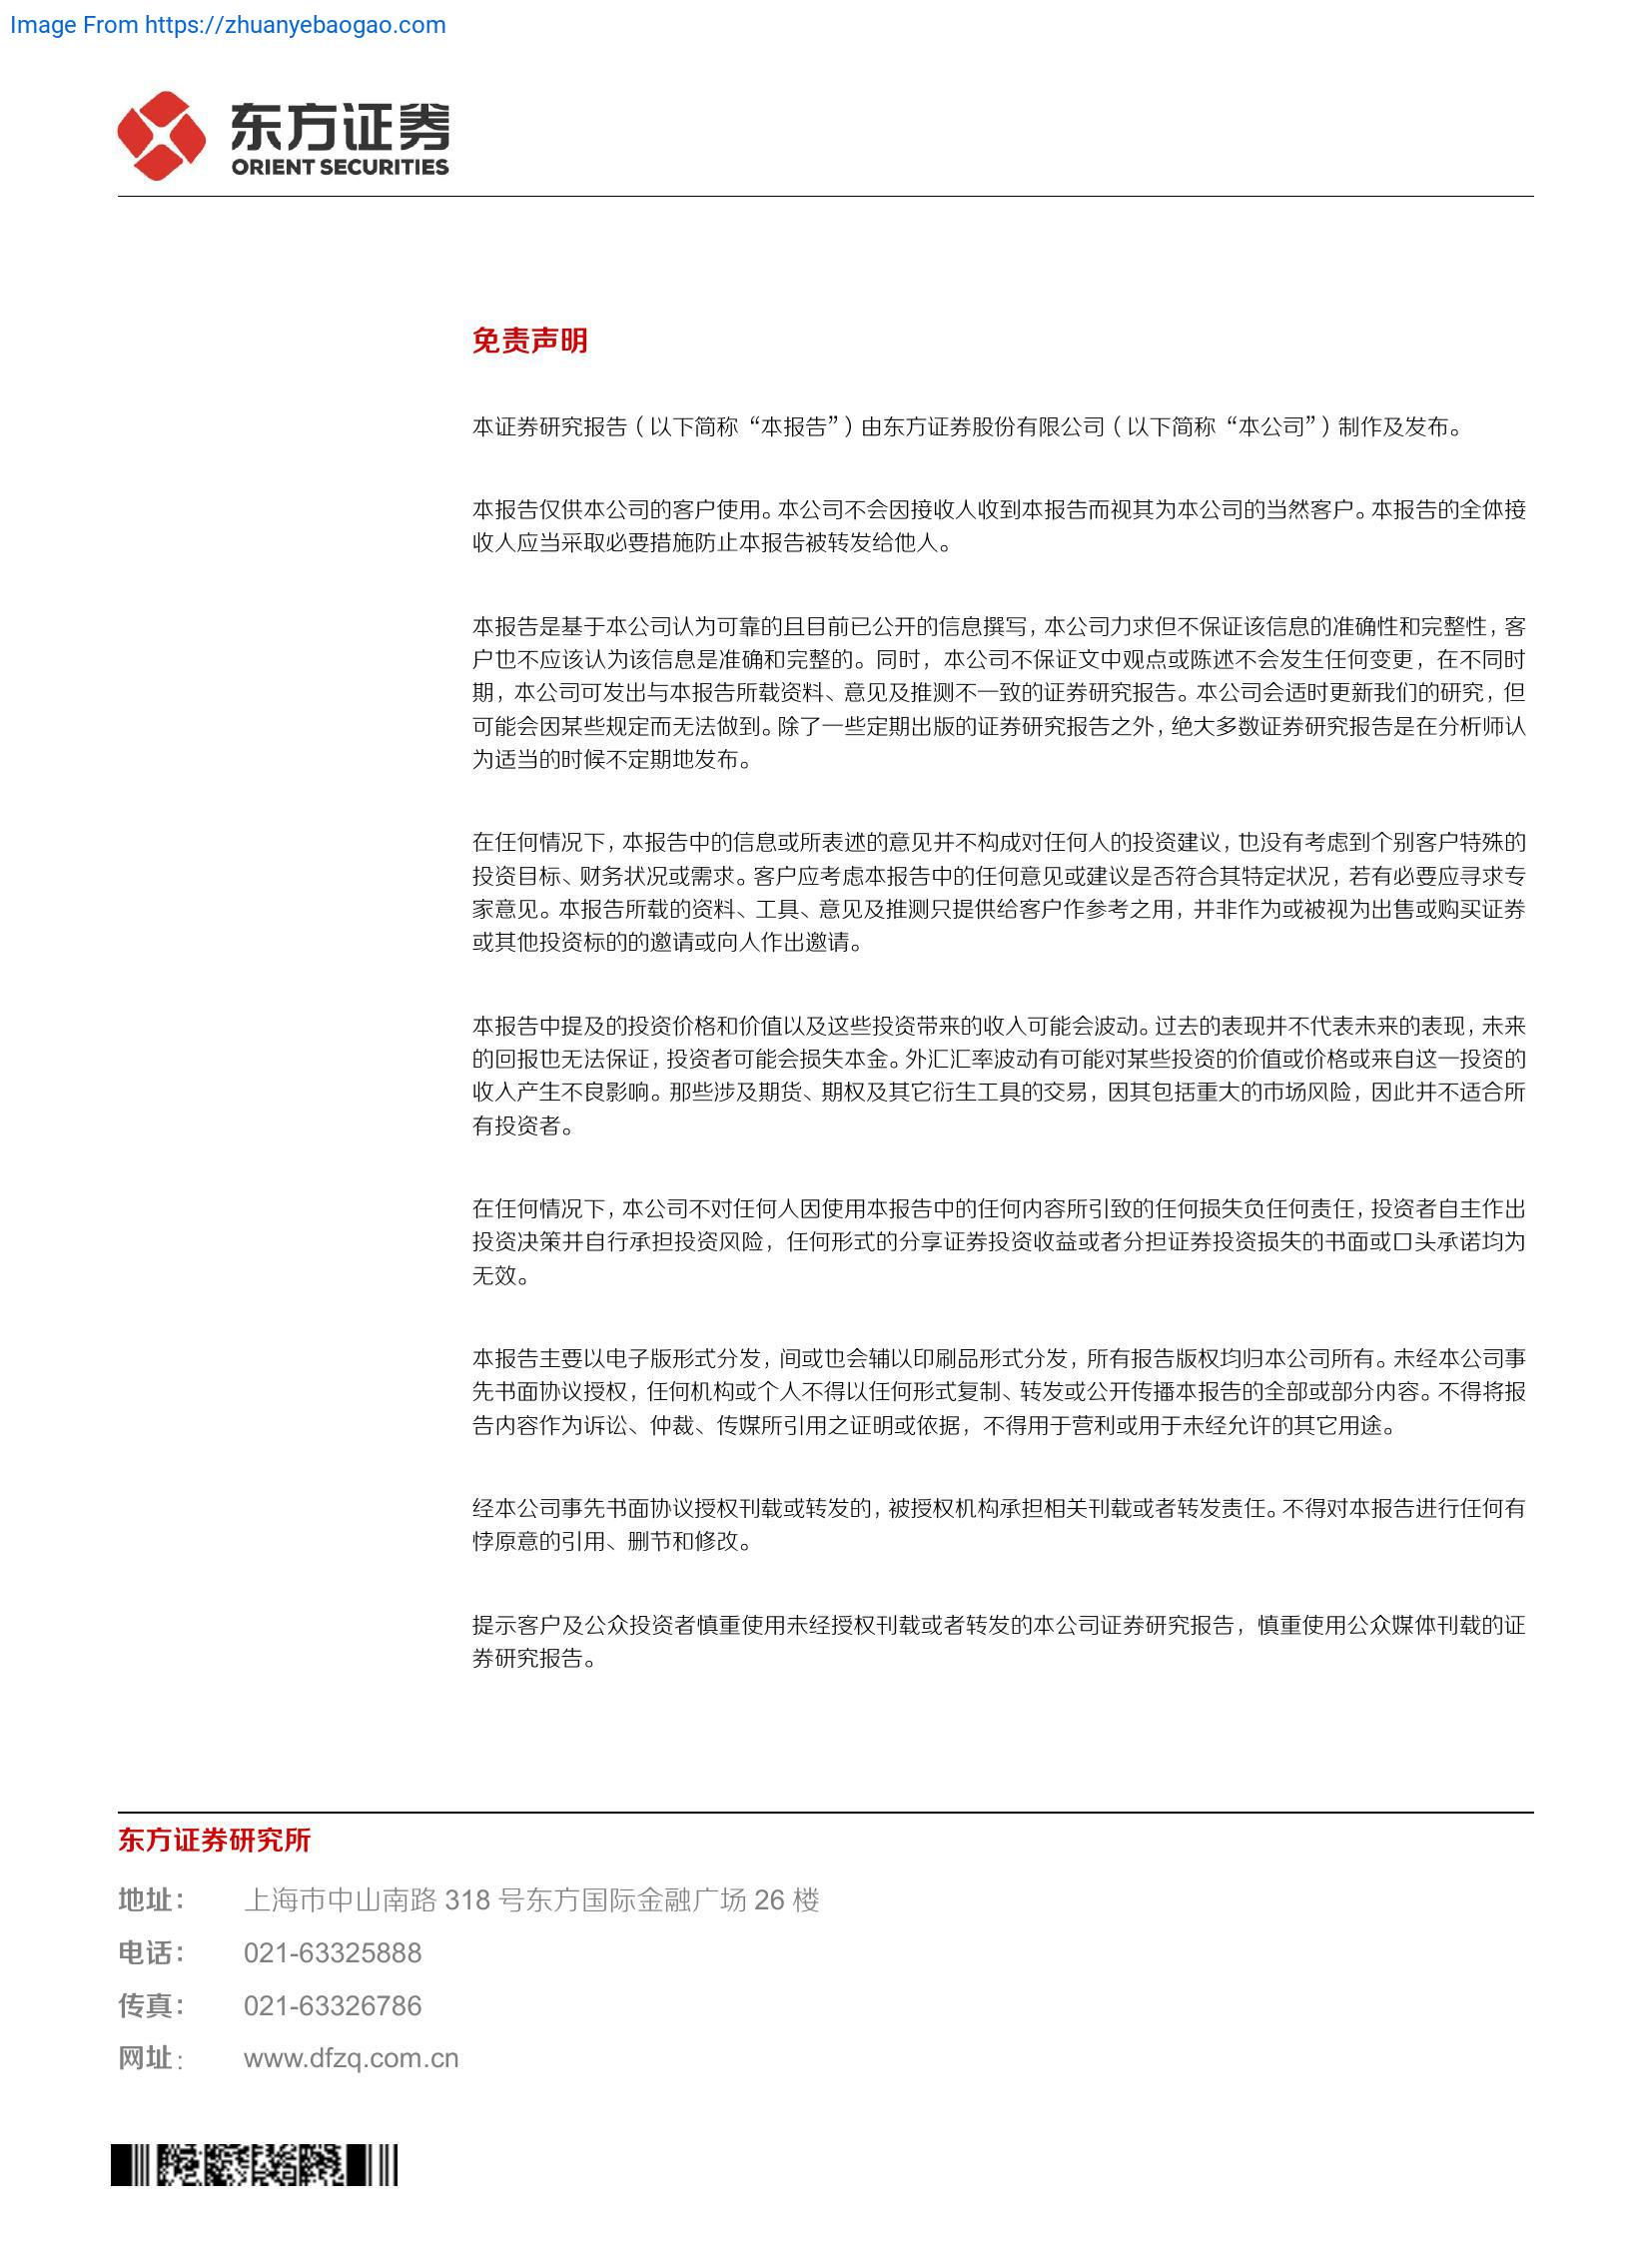 Image From https://zhuanyebaogao.com
东方证券
ORIENT SECURITIES
免责声明
本证券研究报告（以下简称“本报告”）由东方证券股份有限公司（以下简称“本公司”）制作及发布。
本报告仅供本公司的客户使用。本公司不会因接收人收到本报告而视其为本公司的当然客户。本报告的全体接
收人应当采取必要措施防止本报告被转发给他人。
本报告是基于本公司认为可靠的且目前已公开的信息撰写，本公司力求但不保证该信息的准确性和完整性，客
户也不应该认为该信息是准确和完整的。同时，本公司不保证文中观点或陈述不会发生任何变更，在不同时
期，本公司可发出与本报告所载资料、意见及推测不一致的证券研究报告。本公司会适时更新我们的研究，但
可能会因某些规定而无法做到。除了一些定期出版的证券研究报告之外，绝大多数证券研究报告是在分析师认
为适当的时候不定期地发布。
在任何情况下，本报告中的信息或所表述的意见并不构成对任何人的投资建议，也没有考虑到个别客户特殊的
投资目标、财务状况或需求。客户应考虑本报告中的任何意见或建议是否符合其特定状况，若有必要应寻求专
家意见。本报告所载的资料、工具、意见及推测只提供给客户作参考之用，并非作为或被视为出售或购买证券
或其他投资标的的邀请或向人作出邀请。
本报告中提及的投资价格和价值以及这些投资带来的收入可能会波动。过去的表现并不代表未来的表现，未来
的回报也无法保证，投资者可能会损失本金。外汇汇率波动有可能对某些投资的价值或价格或来自这一投资的
收入产生不良影响。那些涉及期货、期权及其它衍生工具的交易，因其包括重大的市场风险，因此并不适合所
有投资者。
在任何情况下，本公司不对任何人因使用本报告中的任何内容所引致的任何损失负任何责任，投资者自主作出
投资决策并自行承担投资风险，任何形式的分享证券投资收益或者分担证券投资损失的书面或口头承诺均为
无效。
本报告主要以电子版形式分发，间或也会辅以印刷品形式分发，所有报告版权均归本公司所有。未经本公司事
先书面协议授权，任何机构或个人不得以任何形式复制、转发或公开传播本报告的全部或部分内容。不得将报
告内容作为诉讼、仲裁、传媒所引用之证明或依据，不得用于营利或用于未经允许的其它用途。
经本公司事先书面协议授权刊载或转发的，被授权机构承担相关刊载或者转发责任。不得对本报告进行任何有
悖原意的引用、删节和修改。
提示客户及公众投资者慎重使用未经授权刊载或者转发的本公司证券研究报告，慎重使用公众媒体刊载的证
券研究报告。
东方证券研究所
地址： 上海市中山南路 318 号东方国际金融广场 26 楼
电话： 021-63325888
传真： 021-63326786
网址： www.dfzq.com.cn